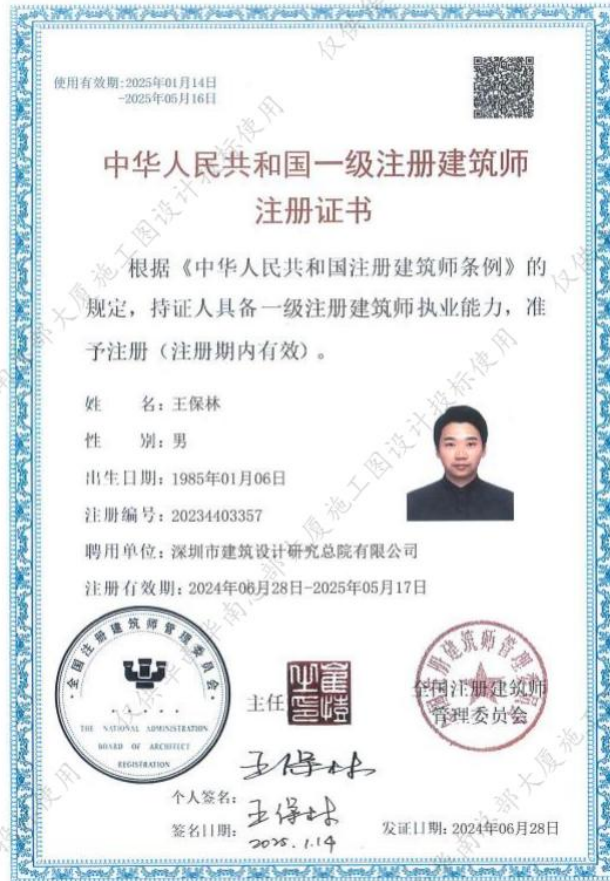 使用有效期:2025年01月14日
-2025年05月16日
中华人民共和国一级注册建筑师
注册证书
根据《中华人民共和国注册建筑师条例》的
规定，持证人具备一级注册建筑师执业能力，准
予注册（注册期内有效）。
姓 名：王保林
性 别：男
出生日期：1985年01月06日
注册编号：20234403357
聘用单位：深圳市建筑设计研究总院有限公司
注册有效期：2024年06月28日-2025年05月17日
全国注册建筑师管理委员会
THE NATIONAL ADMINISTRATION
BOARD OF ARCHITECT
REGISTRATION
主任
全国注册建筑师
管理委员会
王保林
个人签名：
王保林
签名日期：
2025.1.14
发证日期：2024年06月28日